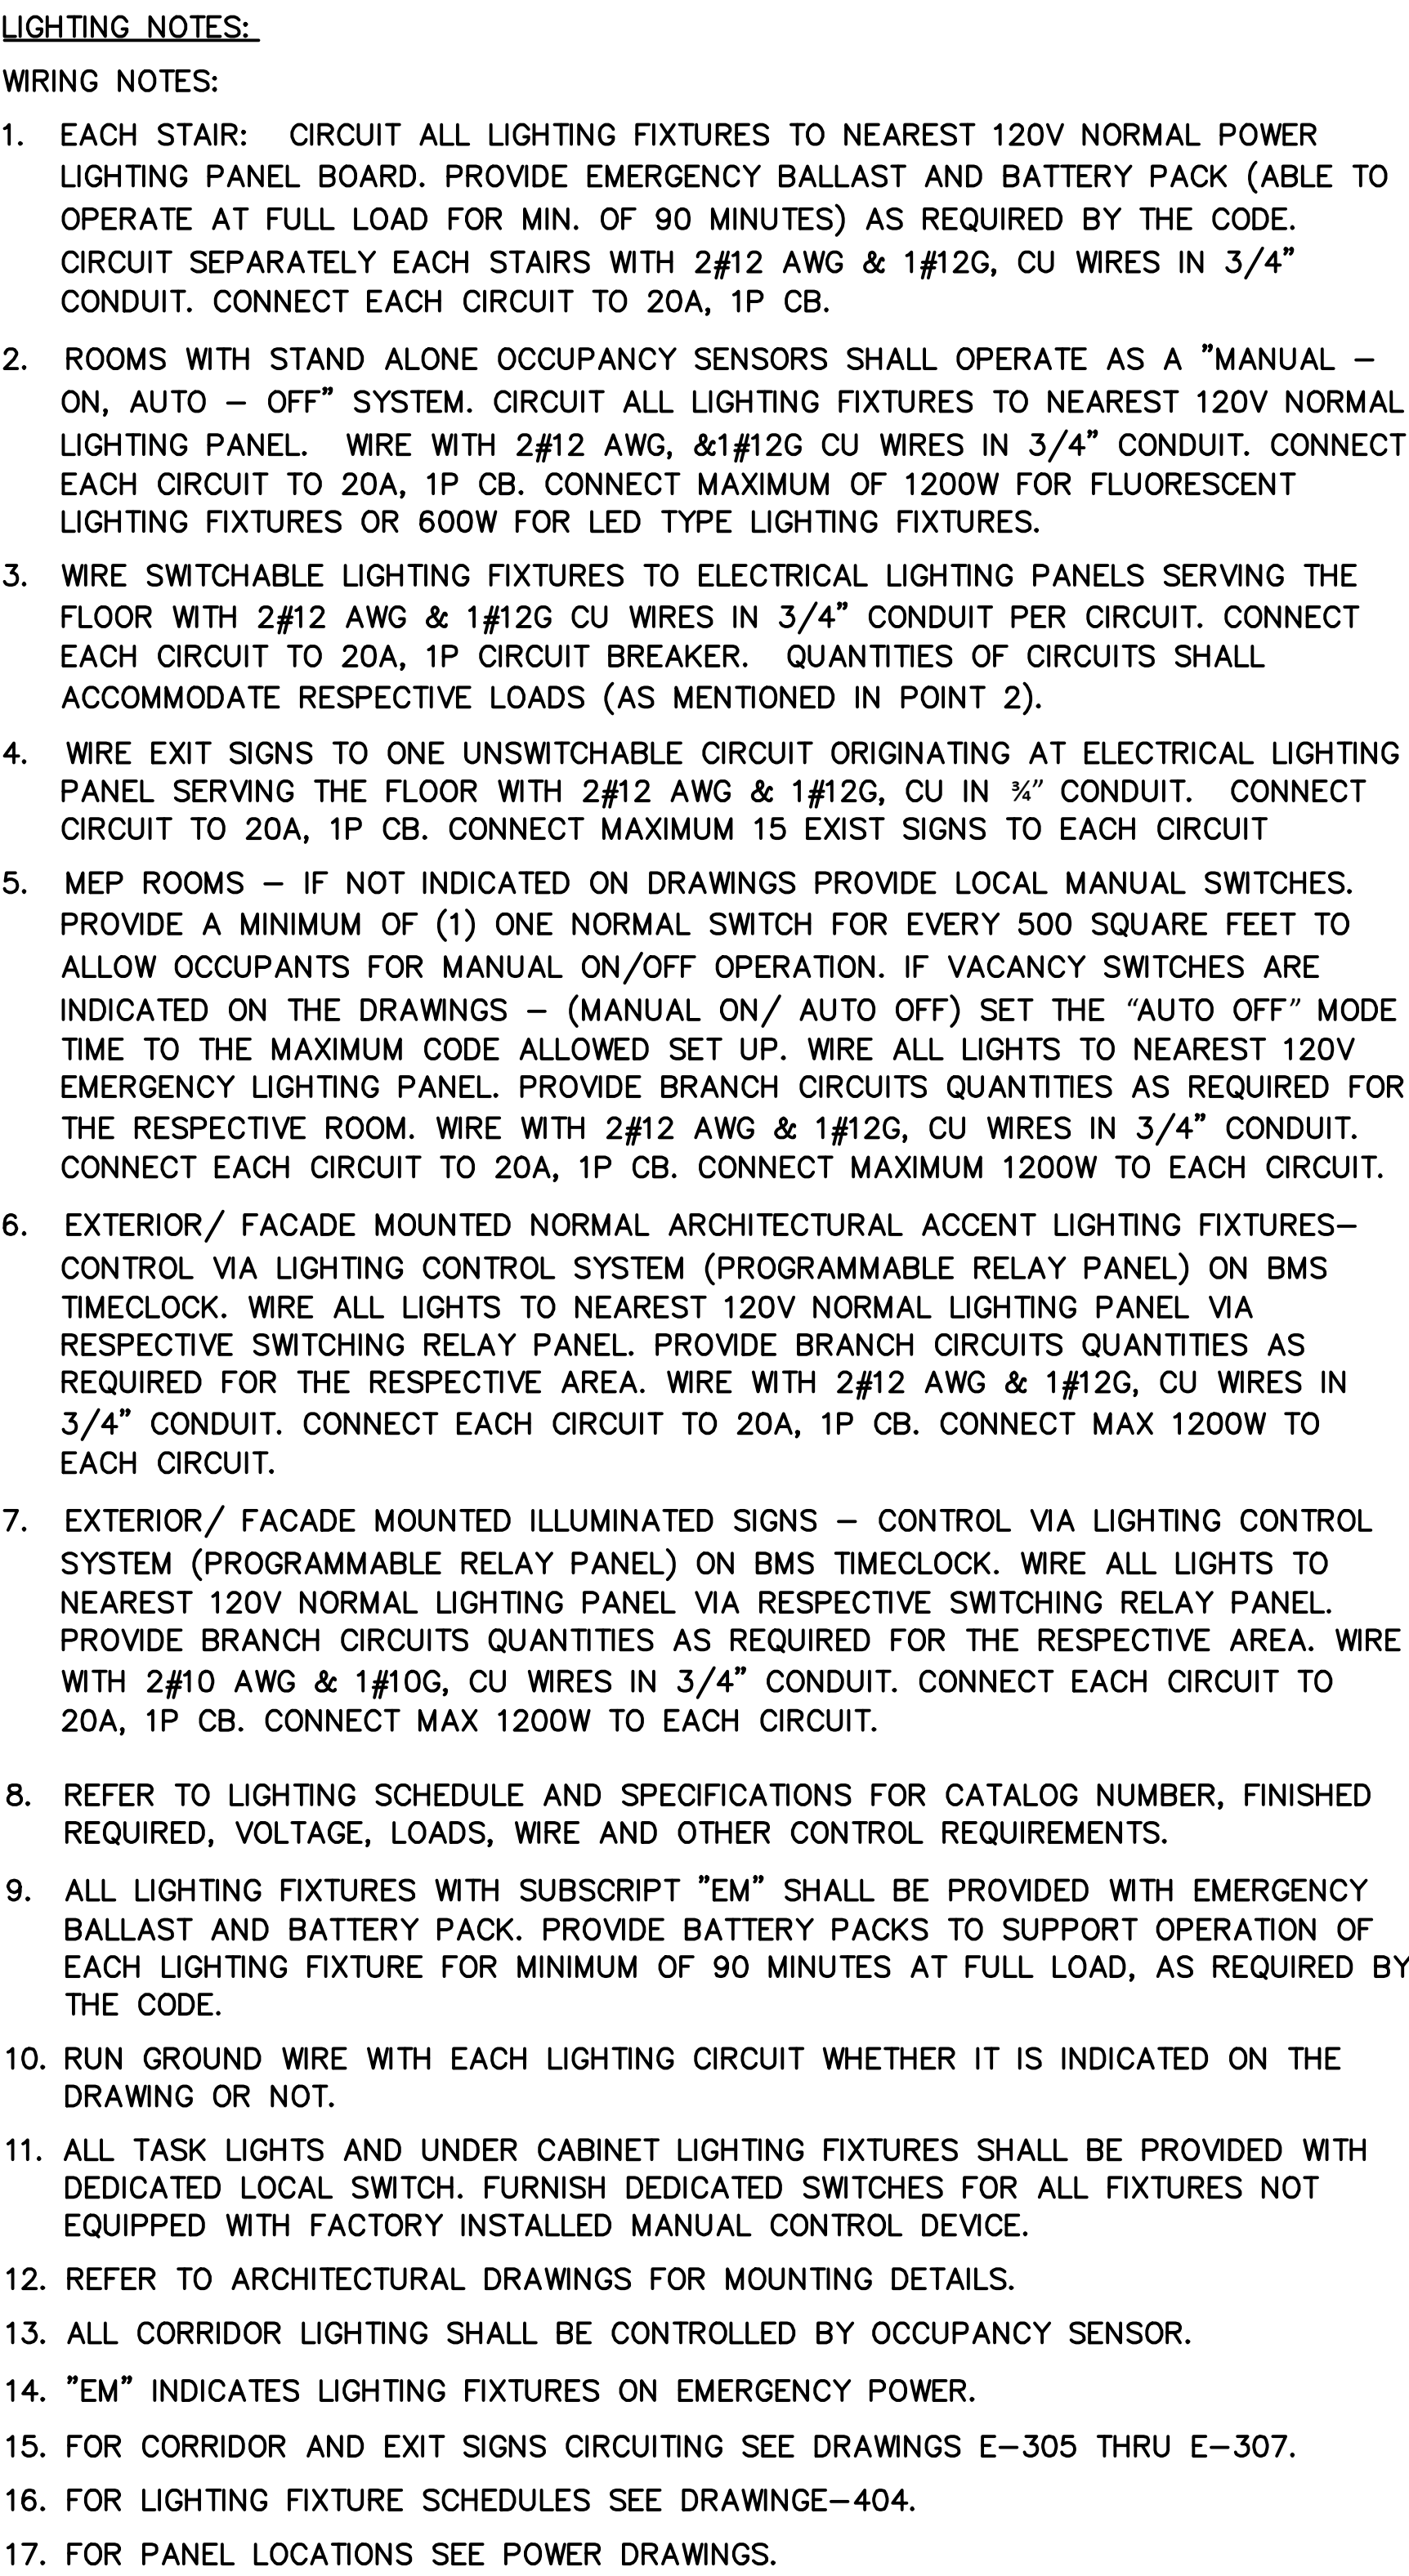 LIGHTING NOTES:
WIRING NOTES:
1. EACH STAIR: CIRCUIT ALL LIGHTING FIXTURES TO NEAREST 120V NORMAL POWER
LIGHTING PANEL BOARD. PROVIDE EMERGENCY BALLAST AND BATTERY PACK (ABLE TO
OPERATE AT FULL LOAD FOR MIN. OF 90 MINUTES) AS REQUIRED BY THE CODE.
CIRCUIT SEPARATELY EACH STAIRS WITH 2#12 AWG & 1#12G, CU WIRES IN 3/4"
CONDUIT. CONNECT EACH CIRCUIT TO 20A, 1P CB.
2. ROOMS WITH STAND ALONE OCCUPANCY SENSORS SHALL OPERATE AS A "MANUAL –
ON, AUTO – OFF" SYSTEM. CIRCUIT ALL LIGHTING FIXTURES TO NEAREST 120V NORMAL
LIGHTING PANEL. WIRE WITH 2#12 AWG, &1#12G CU WIRES IN 3/4" CONDUIT. CONNECT
EACH CIRCUIT TO 20A, 1P CB. CONNECT MAXIMUM OF 1200W FOR FLUORESCENT
LIGHTING FIXTURES OR 600W FOR LED TYPE LIGHTING FIXTURES.
3. WIRE SWITCHABLE LIGHTING FIXTURES TO ELECTRICAL LIGHTING PANELS SERVING THE
FLOOR WITH 2#12 AWG & 1#12G CU WIRES IN 3/4" CONDUIT PER CIRCUIT. CONNECT
EACH CIRCUIT TO 20A, 1P CIRCUIT BREAKER. QUANTITIES OF CIRCUITS SHALL
ACCOMMODATE RESPECTIVE LOADS (AS MENTIONED IN POINT 2).
4. WIRE EXIT SIGNS TO ONE UNSWITCHABLE CIRCUIT ORIGINATING AT ELECTRICAL LIGHTING
PANEL SERVING THE FLOOR WITH 2#12 AWG & 1#12G, CU IN ¾" CONDUIT. CONNECT
CIRCUIT TO 20A, 1P CB. CONNECT MAXIMUM 15 EXIST SIGNS TO EACH CIRCUIT
5. MEP ROOMS – IF NOT INDICATED ON DRAWINGS PROVIDE LOCAL MANUAL SWITCHES.
PROVIDE A MINIMUM OF (1) ONE NORMAL SWITCH FOR EVERY 500 SQUARE FEET TO
ALLOW OCCUPANTS FOR MANUAL ON/OFF OPERATION. IF VACANCY SWITCHES ARE
INDICATED ON THE DRAWINGS – (MANUAL ON/ AUTO OFF) SET THE “AUTO OFF” MODE
TIME TO THE MAXIMUM CODE ALLOWED SET UP. WIRE ALL LIGHTS TO NEAREST 120V
EMERGENCY LIGHTING PANEL. PROVIDE BRANCH CIRCUITS QUANTITIES AS REQUIRED FOR
THE RESPECTIVE ROOM. WIRE WITH 2#12 AWG & 1#12G, CU WIRES IN 3/4" CONDUIT.
CONNECT EACH CIRCUIT TO 20A, 1P CB. CONNECT MAXIMUM 1200W TO EACH CIRCUIT.
6. EXTERIOR/ FACADE MOUNTED NORMAL ARCHITECTURAL ACCENT LIGHTING FIXTURES–
CONTROL VIA LIGHTING CONTROL SYSTEM (PROGRAMMABLE RELAY PANEL) ON BMS
TIMECLOCK. WIRE ALL LIGHTS TO NEAREST 120V NORMAL LIGHTING PANEL VIA
RESPECTIVE SWITCHING RELAY PANEL. PROVIDE BRANCH CIRCUITS QUANTITIES AS
REQUIRED FOR THE RESPECTIVE AREA. WIRE WITH 2#12 AWG & 1#12G, CU WIRES IN
3/4" CONDUIT. CONNECT EACH CIRCUIT TO 20A, 1P CB. CONNECT MAX 1200W TO
EACH CIRCUIT.
7. EXTERIOR/ FACADE MOUNTED ILLUMINATED SIGNS – CONTROL VIA LIGHTING CONTROL
SYSTEM (PROGRAMMABLE RELAY PANEL) ON BMS TIMECLOCK. WIRE ALL LIGHTS TO
NEAREST 120V NORMAL LIGHTING PANEL VIA RESPECTIVE SWITCHING RELAY PANEL.
PROVIDE BRANCH CIRCUITS QUANTITIES AS REQUIRED FOR THE RESPECTIVE AREA. WIRE
WITH 2#10 AWG & 1#10G, CU WIRES IN 3/4" CONDUIT. CONNECT EACH CIRCUIT TO
20A, 1P CB. CONNECT MAX 1200W TO EACH CIRCUIT.
8. REFER TO LIGHTING SCHEDULE AND SPECIFICATIONS FOR CATALOG NUMBER, FINISHED
REQUIRED, VOLTAGE, LOADS, WIRE AND OTHER CONTROL REQUIREMENTS.
9. ALL LIGHTING FIXTURES WITH SUBSCRIPT "EM" SHALL BE PROVIDED WITH EMERGENCY
BALLAST AND BATTERY PACK. PROVIDE BATTERY PACKS TO SUPPORT OPERATION OF
EACH LIGHTING FIXTURE FOR MINIMUM OF 90 MINUTES AT FULL LOAD, AS REQUIRED BY
THE CODE.
10. RUN GROUND WIRE WITH EACH LIGHTING CIRCUIT WHETHER IT IS INDICATED ON THE
DRAWING OR NOT.
11. ALL TASK LIGHTS AND UNDER CABINET LIGHTING FIXTURES SHALL BE PROVIDED WITH
DEDICATED LOCAL SWITCH. FURNISH DEDICATED SWITCHES FOR ALL FIXTURES NOT
EQUIPPED WITH FACTORY INSTALLED MANUAL CONTROL DEVICE.
12. REFER TO ARCHITECTURAL DRAWINGS FOR MOUNTING DETAILS.
13. ALL CORRIDOR LIGHTING SHALL BE CONTROLLED BY OCCUPANCY SENSOR.
14. "EM" INDICATES LIGHTING FIXTURES ON EMERGENCY POWER.
15. FOR CORRIDOR AND EXIT SIGNS CIRCUITING SEE DRAWINGS E–305 THRU E–307.
16. FOR LIGHTING FIXTURE SCHEDULES SEE DRAWINGE–404.
17. FOR PANEL LOCATIONS SEE POWER DRAWINGS.